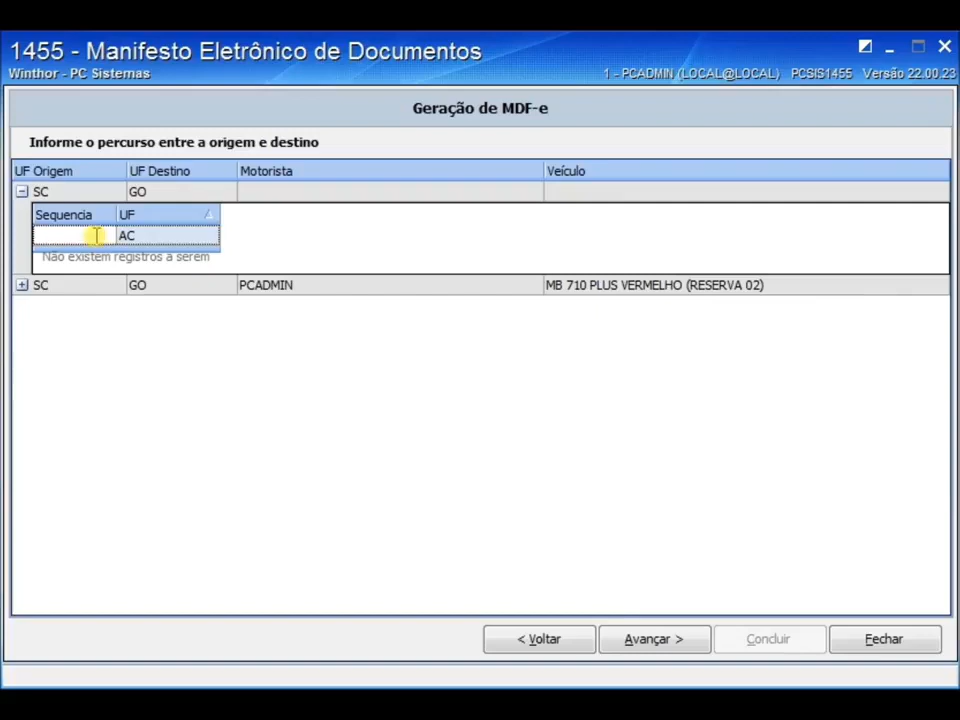 1455 - Manifesto Eletrônico de Documentos
Winthor - PC Sistemas
1 - PCADMIN (LOCAL@LOCAL) PCSIS1455 Versão 22.00.23
Geração de MDF-e
Informe o percurso entre a origem e destino
UF Origem UF Destino Motorista Veículo
SC GO
Sequencia UF
AC
Não existem registros a serem
SC GO PCADMIN MB 710 PLUS VERMELHO (RESERVA 02)
< Voltar Avançar > Concluir Fechar